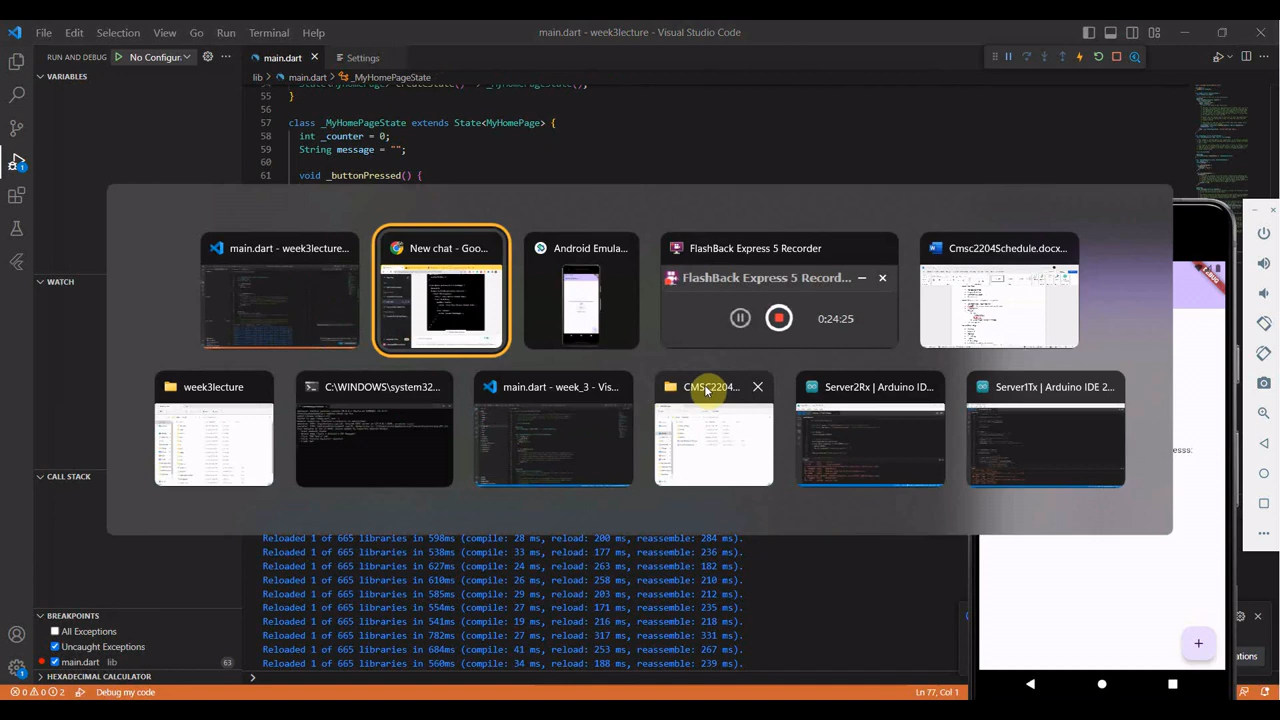 File Edit Selection View Go Run Terminal Help
main.dart - week3lecture - Visual Studio Code
RUN AND DEBUG No Configur
main.dart
Settings
VARIABLES
lib > main.dart > _MyHomePageState
55 }
56
57 class _MyHomePageState extends State<MyHomePage> {
58 int _counter = 0;
59 String message = "";
60
61 void _buttonPressed() {
main.dart - week3lecture...
New chat - Goo...
Android Emula...
FlashBack Express 5 Recorder
Cmsc2204Schedule.docx...
FlashBack Express 5 Record...
0:24:25
WATCH
week3lecture
C:\WINDOWS\system32...
main.dart - week_3 - Vis...
CMSC2204...
Server2Rx | Arduino ID...
Server1Tx | Arduino IDE 2...
CALL STACK
Reloaded 1 of 665 libraries in 598ms (compile: 28 ms, reload: 200 ms, reassemble: 284 ms).
Reloaded 1 of 665 libraries in 538ms (compile: 33 ms, reload: 177 ms, reassemble: 236 ms).
Reloaded 1 of 665 libraries in 627ms (compile: 24 ms, reload: 263 ms, reassemble: 182 ms).
Reloaded 1 of 665 libraries in 610ms (compile: 26 ms, reload: 258 ms, reassemble: 210 ms).
Reloaded 1 of 665 libraries in 585ms (compile: 29 ms, reload: 203 ms, reassemble: 212 ms).
Reloaded 1 of 665 libraries in 554ms (compile: 27 ms, reload: 171 ms, reassemble: 235 ms).
Reloaded 1 of 665 libraries in 541ms (compile: 19 ms, reload: 216 ms, reassemble: 218 ms).
Reloaded 1 of 665 libraries in 782ms (compile: 27 ms, reload: 317 ms, reassemble: 331 ms).
Reloaded 1 of 665 libraries in 684ms (compile: 41 ms, reload: 253 ms, reassemble: 267 ms).
Reloaded 1 of 665 libraries in 560ms (compile: 34 ms, reload: 188 ms, reassemble: 239 ms).
BREAKPOINTS
All Exceptions
Uncaught Exceptions
main.dart lib 63
HEXADECIMAL CALCULATOR
0 0 2 Debug my code
Ln 77, Col 1